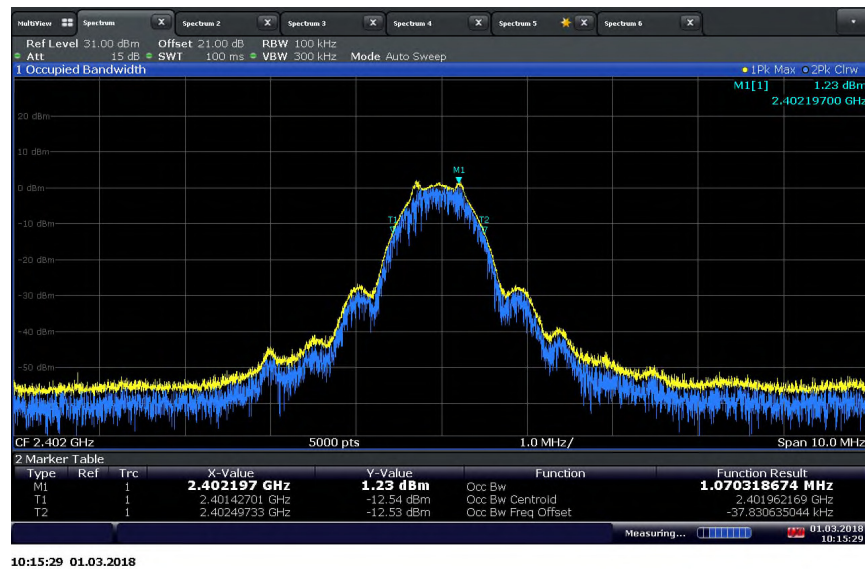 MultiView Spectrum X Spectrum 2 X Spectrum 3 X Spectrum 4 X Spectrum 5 X Spectrum 6 X
Ref Level 31.00 dBm Offset 21.00 dB RBW 100 kHz
Att 15 dB SWT 100 ms VBW 300 kHz Mode Auto Sweep
1 Occupied Bandwidth 1Pk Max 2Pk Clrw
M1[1] 1.23 dBm
2.40219700 GHz
20 dBm
10 dBm
M1
0 dBm
T1 T2
-10 dBm
-20 dBm
-30 dBm
-40 dBm
-50 dBm
CF 2.402 GHz 5000 pts 1.0 MHz/ Span 10.0 MHz
2 Marker Table
Type Ref Trc X-Value Y-Value Function Function Result
M1 1 2.402197 GHz 1.23 dBm Occ Bw 1.070318674 MHz
T1 1 2.40142701 GHz -12.54 dBm Occ Bw Centroid 2.401962169 GHz
T2 1 2.40249733 GHz -12.53 dBm Occ Bw Freq Offset -37.830635044 kHz
Measuring... 01.03.2018
10:15:29
10:15:29 01.03.2018